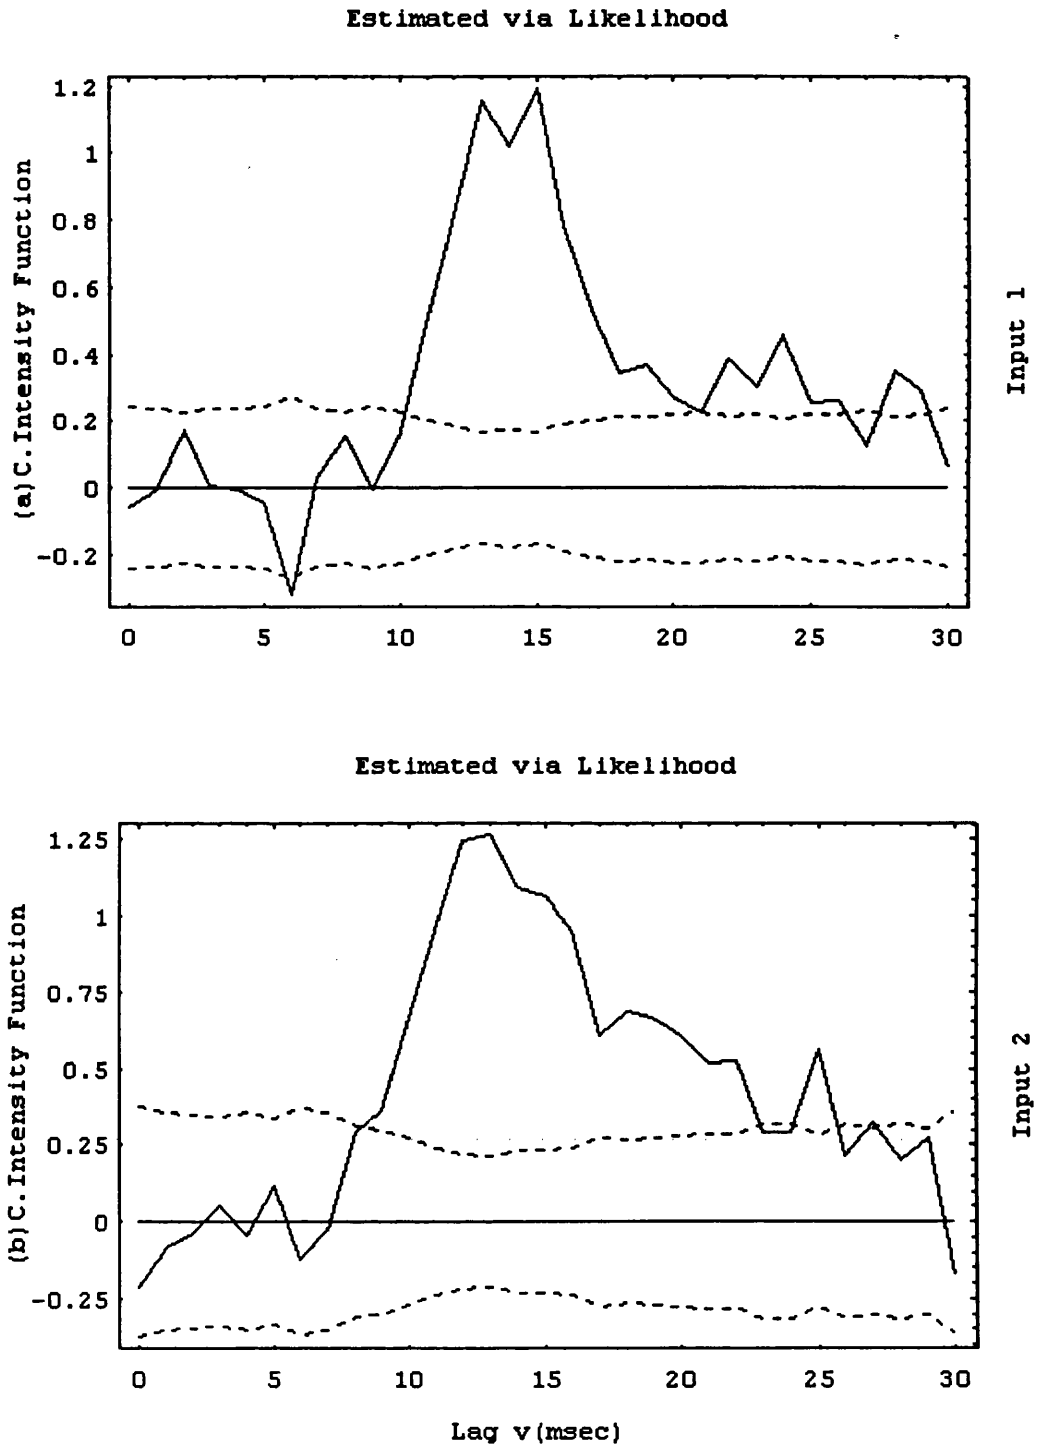 Estimated via Likelihood
1.2
1
0.8
0.6
0.4
0.2
0
-0.2
(a)C.Intensity Function
Input 1
0 5 10 15 20 25 30
Estimated via Likelihood
1.25
1
0.75
0.5
0.25
0
-0.25
(b)C.Intensity Function
Input 2
0 5 10 15 20 25 30
Lag v(msec)